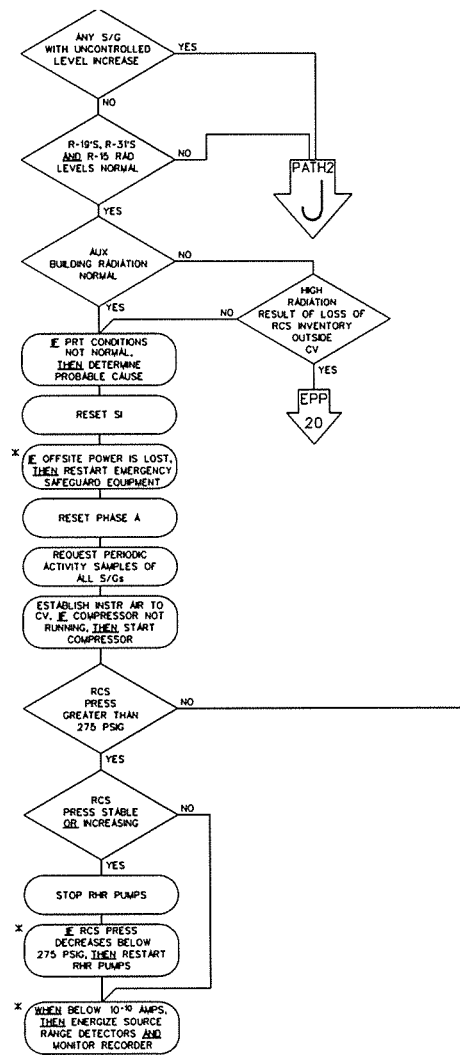 ANY S/G
WITH UNCONTROLLED
LEVEL INCREASE
YES
NO
R-19'S, R-31'S
AND R-15 RAD
LEVELS NORMAL
NO
PATH2
J
YES
AUX
BUILDING RADIATION
NORMAL
NO
YES
HIGH
RADIATION
RESULT OF LOSS OF
RCS INVENTORY
OUTSIDE
CV
NO
YES
EPP
20
IF PRT CONDITIONS
NOT NORMAL,
THEN DETERMINE
PROBABLE CAUSE
RESET SI
* IF OFFSITE POWER IS LOST,
THEN RESTART EMERGENCY
SAFEGUARD EQUIPMENT
RESET PHASE A
REQUEST PERIODIC
ACTIVITY SAMPLES OF
ALL S/Gs
ESTABLISH INSTR AIR TO
CV, IF COMPRESSOR NOT
RUNNING, THEN START
COMPRESSOR
RCS
PRESS
GREATER THAN
275 PSIG
NO
YES
RCS
PRESS STABLE
OR INCREASING
NO
YES
STOP RHR PUMPS
* IF RCS PRESS
DECREASES BELOW
275 PSIG, THEN RESTART
RHR PUMPS
* WHEN BELOW 10-10 AMPS,
THEN ENERGIZE SOURCE
RANGE DETECTORS AND
MONITOR RECORDER